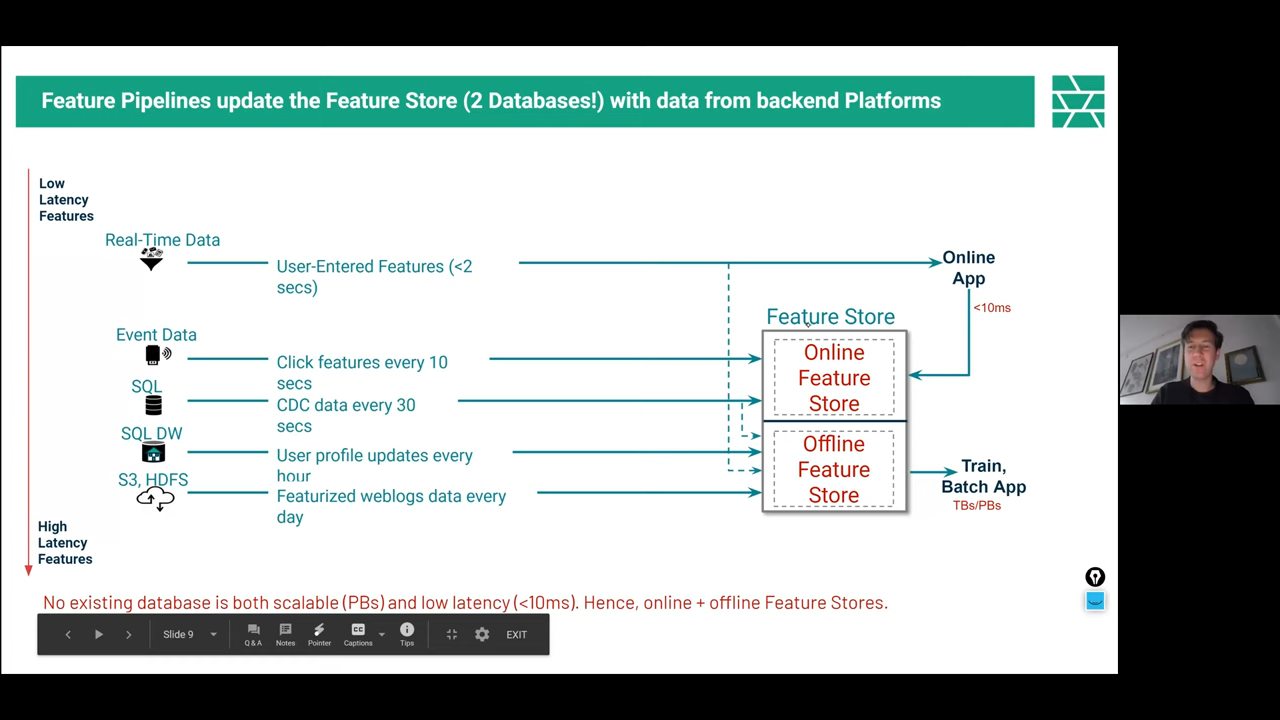 Feature Pipelines update the Feature Store (2 Databases!) with data from backend Platforms
Low
Latency
Features
Real-Time Data
User-Entered Features (<2
secs)
Online
App
<10ms
Feature Store
Event Data
Click features every 10
secs
Online
Feature
Store
SQL
CDC data every 30
secs
SQL DW
User profile updates every
hour
Offline
Feature
Store
S3, HDFS
Featurized weblogs data every
day
Train,
Batch App
TBs/PBs
High
Latency
Features
No existing database is both scalable (PBs) and low latency (<10ms). Hence, online + offline Feature Stores.
Slide 9
Q & A
Notes
Pointer
CC
Captions
Tips
EXIT